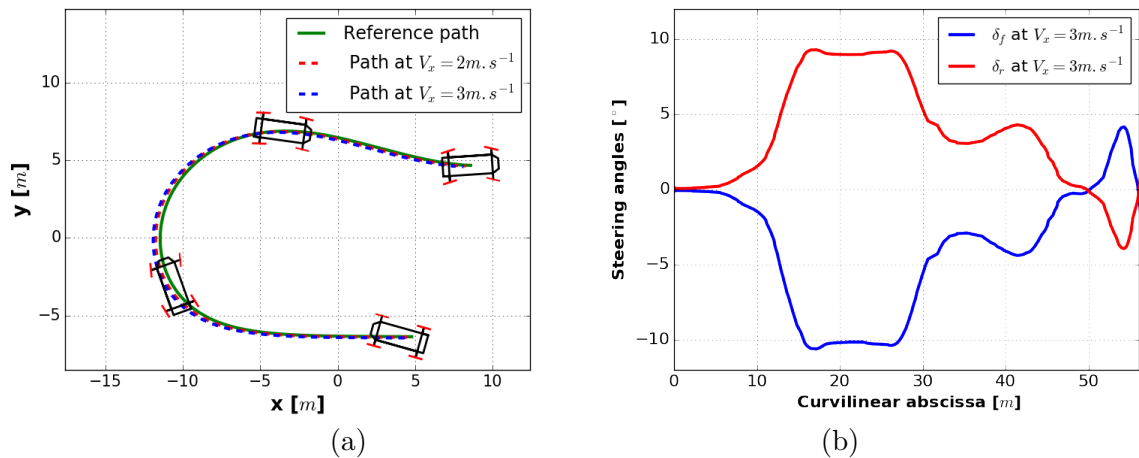 Reference path
Path at $V_x = 2m.s^{-1}$
Path at $V_x = 3m.s^{-1}$
10
5
0
−5
y [m]
−15
−10
−5
0
5
10
x [m]
(a)
$\delta_f$ at $V_x = 3m.s^{-1}$
$\delta_r$ at $V_x = 3m.s^{-1}$
10
5
0
−5
−10
Steering angles [°]
0
10
20
30
40
50
Curvilinear abscissa [m]
(b)